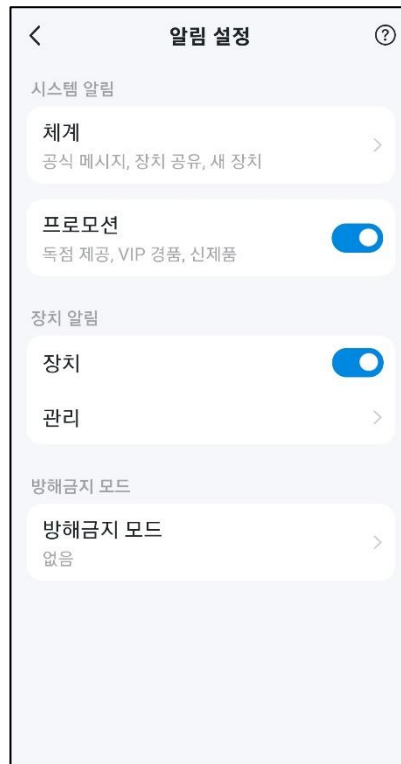 알림 설정
시스템 알림
체계
공식 메시지, 장치 공유, 새 장치
프로모션
독점 제공, VIP 경품, 신제품
장치 알림
장치
관리
방해금지 모드
방해금지 모드
없음